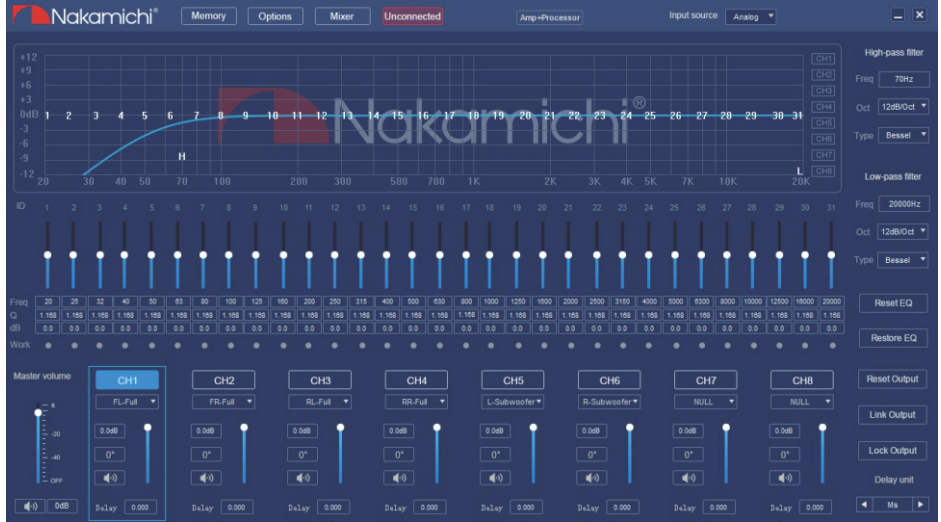 Nakamichi® Memory Options Mixer Unconnected Amp+Processor Input source Analog
+12 CH1 High-pass filter
+9 CH2
+6 CH3 Freq 70Hz
+3 CH4 Oct 12dB/Oct
Nakamichi®
0dB 1 2 3 4 5 6 7 8 9 10 11 12 13 14 15 16 17 18 19 20 21 22 23 24 25 26 27 28 29 30 31
-3 CH5
-6 CH6 Type Bessel
-9 H CH7
-12 L CH8
20 30 40 50 70 100 200 300 500 700 1K 2K 3K 4K 5K 7K 10K 20K
Low-pass filter
ID 1 2 3 4 5 6 7 8 9 10 11 12 13 14 15 16 17 18 19 20 21 22 23 24 25 26 27 28 29 30 31
Freq 20000Hz
Oct 12dB/Oct
Type Bessel
Freq 20 25 32 40 50 63 80 100 125 160 200 250 315 400 500 630 800 1000 1250 1600 2000 2500 3150 4000 5000 6300 8000 10000 12500 16000 20000
Reset EQ
Q 1.168 1.168 1.168 1.168 1.168 1.168 1.168 1.168 1.168 1.168 1.168 1.168 1.168 1.168 1.168 1.168 1.168 1.168 1.168 1.168 1.168 1.168 1.168 1.168 1.168 1.168 1.168 1.168 1.168 1.168 1.168
dB 0.0 0.0 0.0 0.0 0.0 0.0 0.0 0.0 0.0 0.0 0.0 0.0 0.0 0.0 0.0 0.0 0.0 0.0 0.0 0.0 0.0 0.0 0.0 0.0 0.0 0.0 0.0 0.0 0.0 0.0 0.0
Work
Restore EQ
Master volume CH1 CH2 CH3 CH4 CH5 CH6 CH7 CH8 Reset Output
FL-Full FR-Full RL-Full RR-Full L-Subwoofer R-Subwoofer NULL NULL
Link Output
-20 0.0dB 0.0dB 0.0dB 0.0dB 0.0dB 0.0dB 0.0dB 0.0dB
-40 0° 0° 0° 0° 0° 0° 0° 0° Lock Output
OFF Delay unit
0dB Delay 0.000 Delay 0.000 Delay 0.000 Delay 0.000 Delay 0.000 Delay 0.000 Delay 0.000 Delay 0.000 Ms